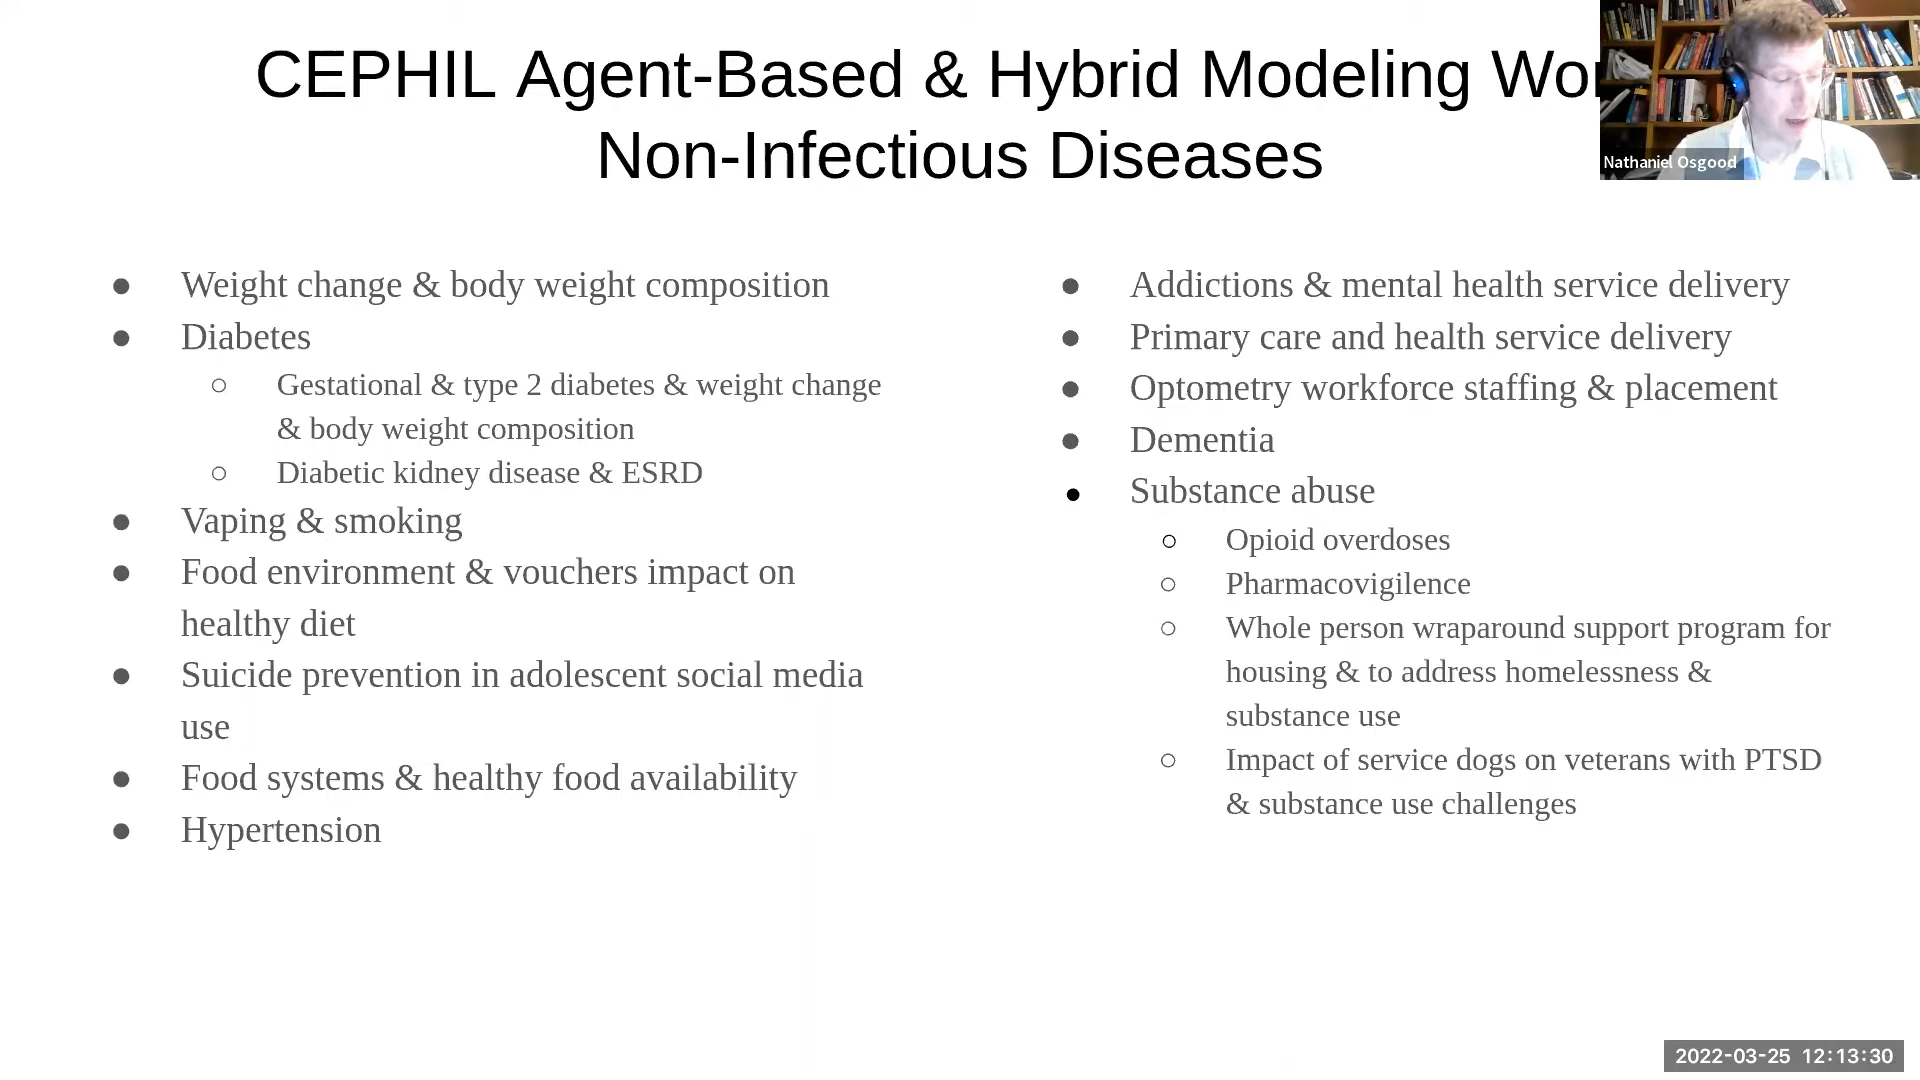 CEPHIL Agent-Based & Hybrid Modeling
Non-Infectious Diseases
Nathaniel Osgood
Weight change & body weight composition
Diabetes
Gestational & type 2 diabetes & weight change
& body weight composition
Diabetic kidney disease & ESRD
Vaping & smoking
Food environment & vouchers impact on
healthy diet
Suicide prevention in adolescent social media
use
Food systems & healthy food availability
Hypertension
Addictions & mental health service delivery
Primary care and health service delivery
Optometry workforce staffing & placement
Dementia
Substance abuse
Opioid overdoses
Pharmacovigilence
Whole person wraparound support program for
housing & to address homelessness &
substance use
Impact of service dogs on veterans with PTSD
& substance use challenges
2022-03-25 12:13:30